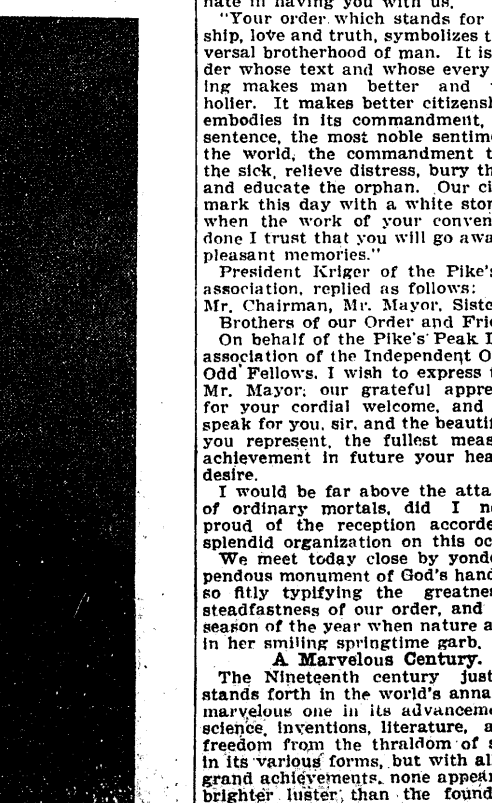 nate in having you with us.
"Your order which stands for
ship, love and truth, symbolizes t
versal brotherhood of man. It is
der whose text and whose every
ing makes man better and
holier. It makes better citizensh
embodies in its commandment,
sentence, the most noble sentime
the world, the commandment t
the sick, relieve distress, bury th
and educate the orphan. Our ci
mark this day with a white ston
when the work of your conven
done I trust that you will go awa
pleasant memories."
President Kriger of the Pike's
association, replied as follows:
Mr. Chairman, Mr. Mayor, Siste
Brothers of our Order and Frie
On behalf of the Pike's Peak D
association of the Independent O
Odd Fellows, I wish to express t
Mr. Mayor, our grateful appre
for your cordial welcome, and
speak for you, sir, and the beautif
you represent, the fullest meas
achievement in future your hea
desire.
I would be far above the atta
of ordinary mortals, did I n
proud of the reception accorde
splendid organization on this oc
We meet today close by yond
pendous monument of God's hand
so fitly typifying the greatne
steadfastness of our order, and
season of the year when nature a
in her smiling springtime garb.
A Marvelous Century.
The Nineteenth century just
stands forth in the world's anna
marvelous one in its advanceme
science, inventions, literature, a
freedom from the thraldom of s
in its various forms, but with al
grand achievements, none appear
brighter luster than the found